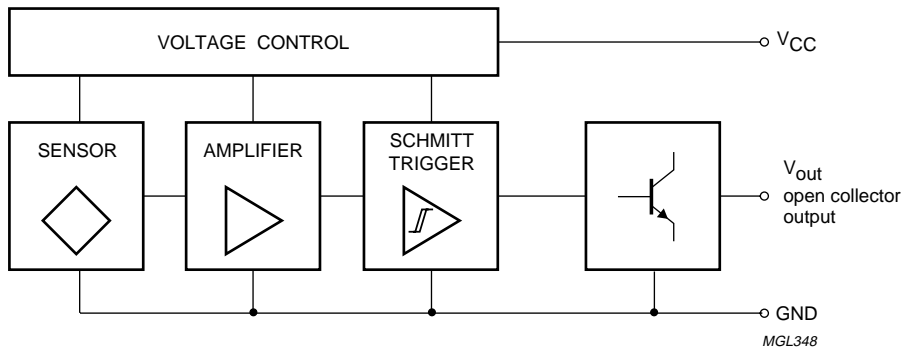 VOLTAGE CONTROL
VCC
SENSOR
AMPLIFIER
SCHMITT
TRIGGER
Vout
open collector
output
GND
MGL348